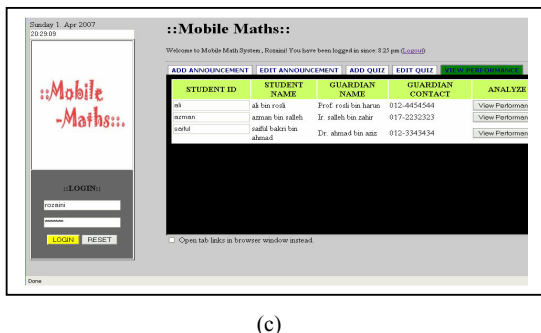 Sunday 1. Apr 2007
20:29:09
::Mobile
-Maths::.
::LOGIN::
rozaini
LOGIN RESET
::Mobile Maths::
Welcome to Mobile Math System , Rozaini! You have been logged in since: 8:25 pm (Logout)
ADD ANNOUNCEMENT EDIT ANNOUNCEMENT ADD QUIZ EDIT QUIZ VIEW PERFORMANCE
STUDENT ID STUDENT NAME GUARDIAN NAME GUARDIAN CONTACT ANALYZE
ali ali bin rosli Prof. rosli bin harun 012-4454544 View Performan
azman azman bin salleh Ir. salleh bin zahir 017-2232323 View Performan
saiful saiful bakri bin ahmad Dr. ahmad bin aziz 012-3343434 View Performan
Open tab links in browser window instead.
Done
(c)